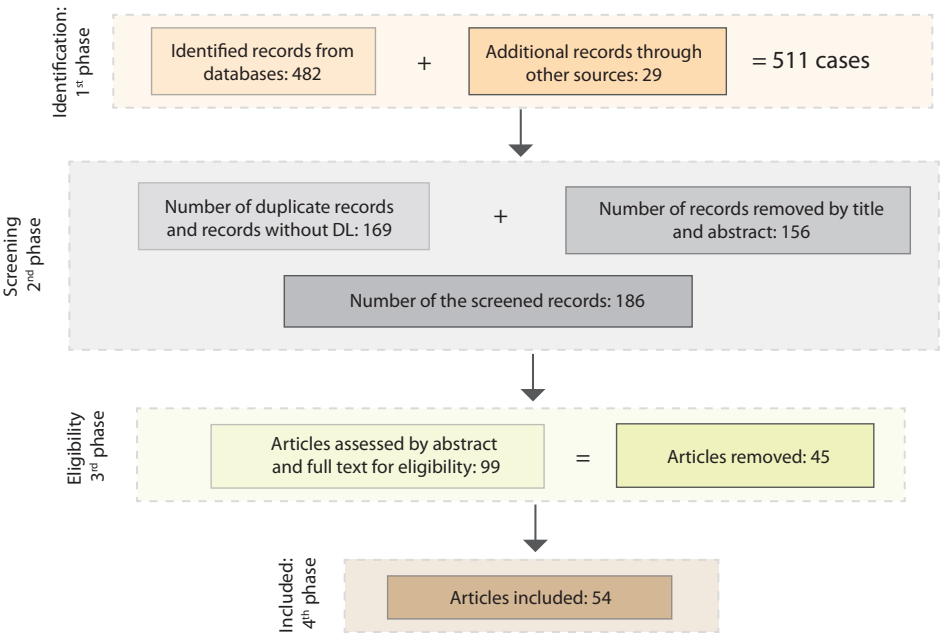 Identification:
1st phase
Identified records from
databases: 482
+
Additional records through
other sources: 29
= 511 cases
Screening
2nd phase
Number of duplicate records
and records without DL: 169
+
Number of records removed by title
and abstract: 156
Number of the screened records: 186
Eligibility
3rd phase
Articles assessed by abstract
and full text for eligibility: 99
=
Articles removed: 45
Included:
4th phase
Articles included: 54